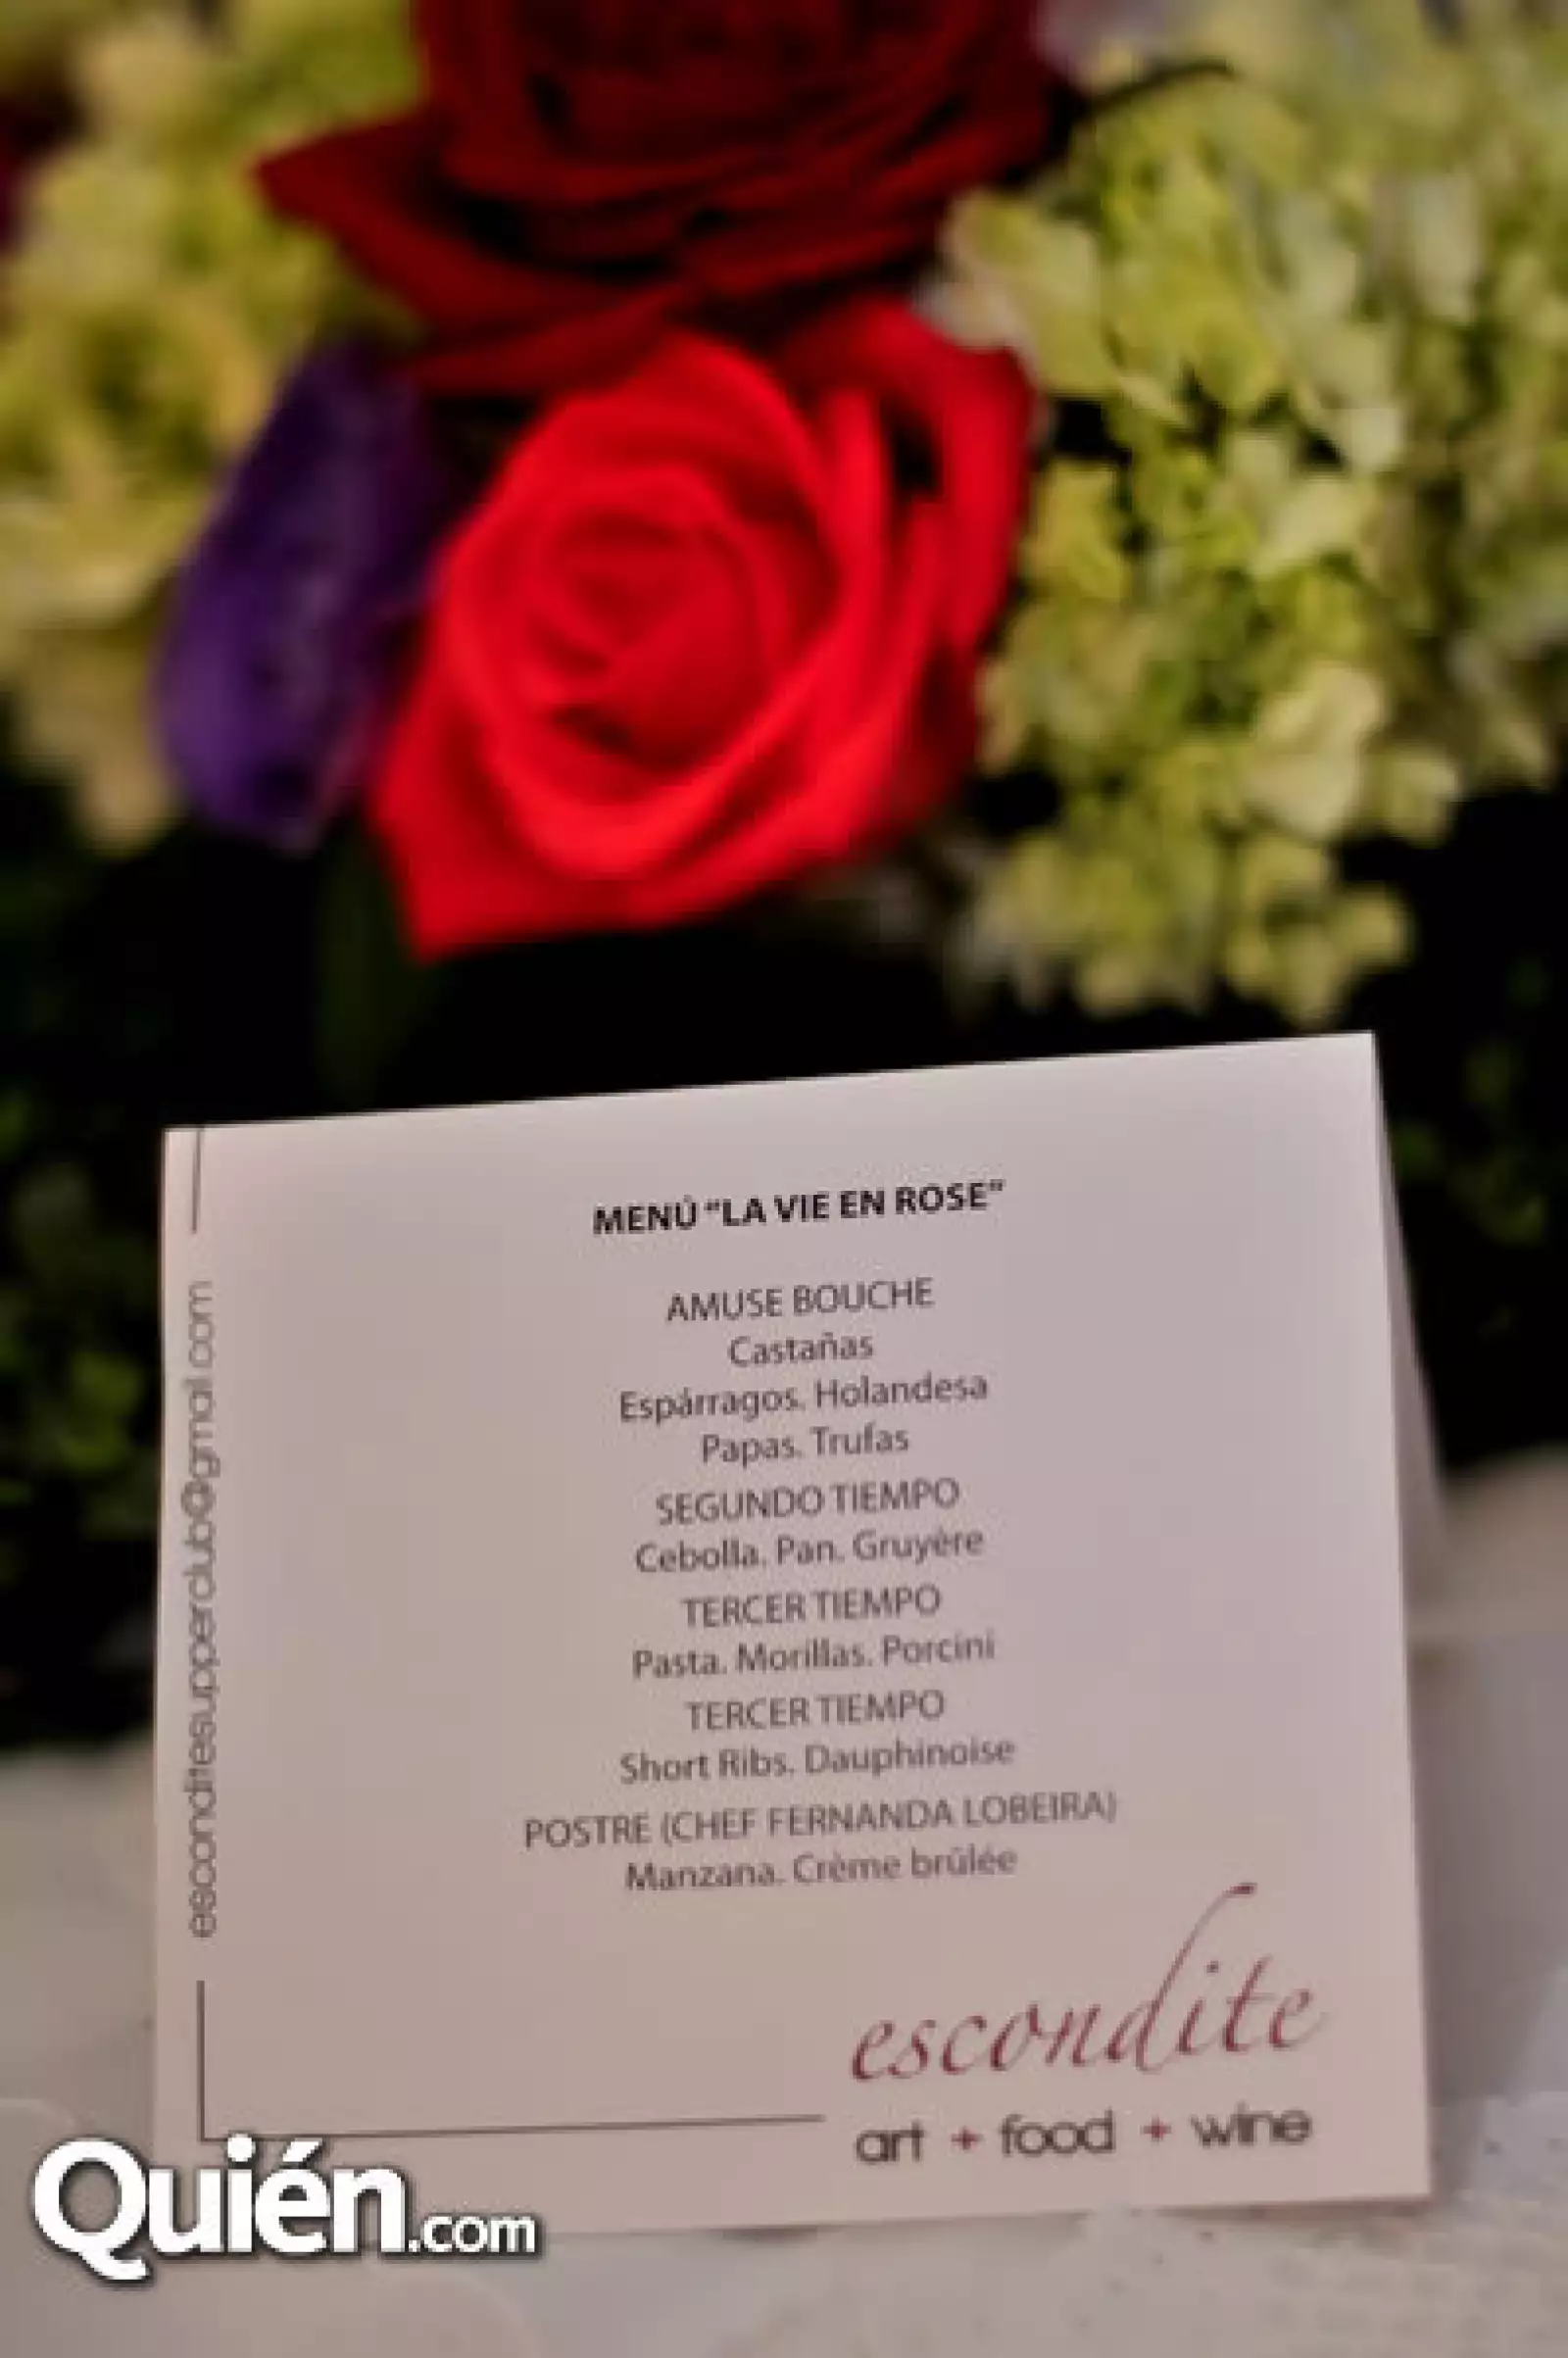 MENÚ "LA VIE EN ROSE"
AMUSE BOUCHE
Castañas
Espárragos. Holandesa
Papas. Trufas
SEGUNDO TIEMPO
Cebolla. Pan. Gruyère
TERCER TIEMPO
Pasta. Morillas. Porcini
TERCER TIEMPO
Short Ribs. Dauphinoise
POSTRE (CHEF FERNANDA LOBEIRA)
Manzana. Crème brûlée
esconditesupperclub@gmail.com
escondite
art + food + wine
Quién.com